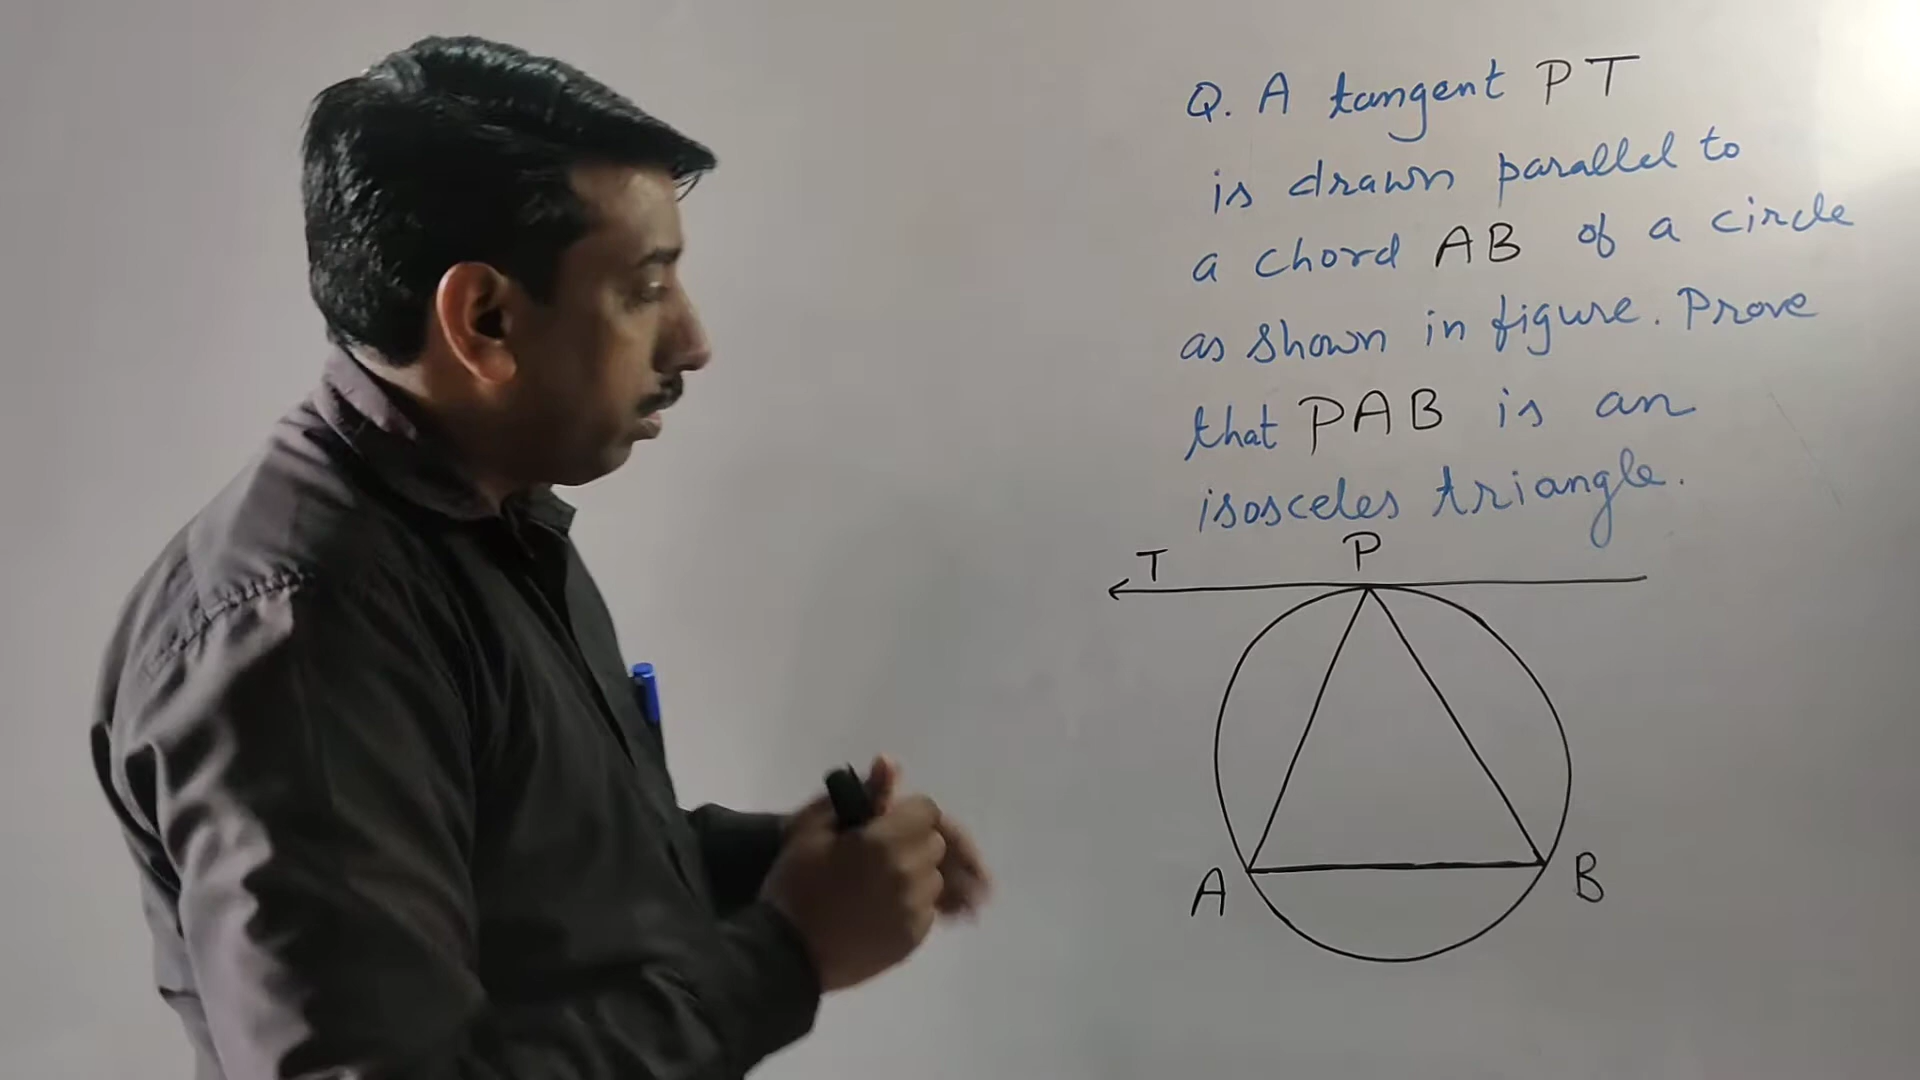 Q. A tangent PT
is drawn parallel to
a chord AB of a circle
as shown in figure. Prove
that PAB is an
isosceles triangle.
T P
A B